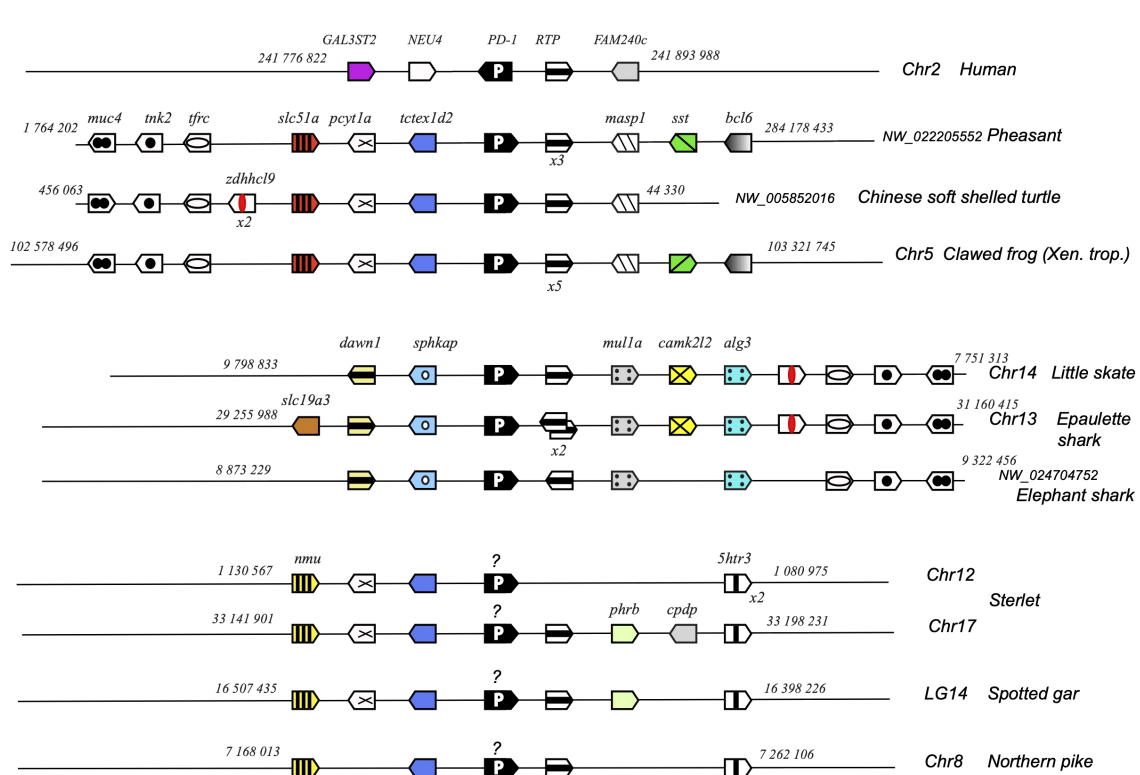 GAL3ST2 NEU4 PD-1 RTP FAM240c
241 776 822 P 241 893 988 Chr2 Human
muc4 tnk2 tfrc slc51a pcyt1a tctex1d2 masp1 sst bcl6
1 764 202 P 284 178 433 NW_022205552 Pheasant
x3
zdhhcl9
456 063 P 44 330 NW_005852016 Chinese soft shelled turtle
x2
102 578 496 P 103 321 745 Chr5 Clawed frog (Xen. trop.)
x5
dawn1 sphkap mul1a camk2l2 alg3
9 798 833 P 7 751 313 Chr14 Little skate
slc19a3
29 255 988 P 31 160 415 Chr13 Epaulette
shark
x2
8 873 229 P 9 322 456 NW_024704752
Elephant shark
nmu ? 5htr3
1 130 567 P 1 080 975 Chr12
x2 Sterlet
? phrb cpdp
33 141 901 P 33 198 231 Chr17
?
16 507 435 P 16 398 226 LG14 Spotted gar
?
7 168 013 P 7 262 106 Chr8 Northern pike